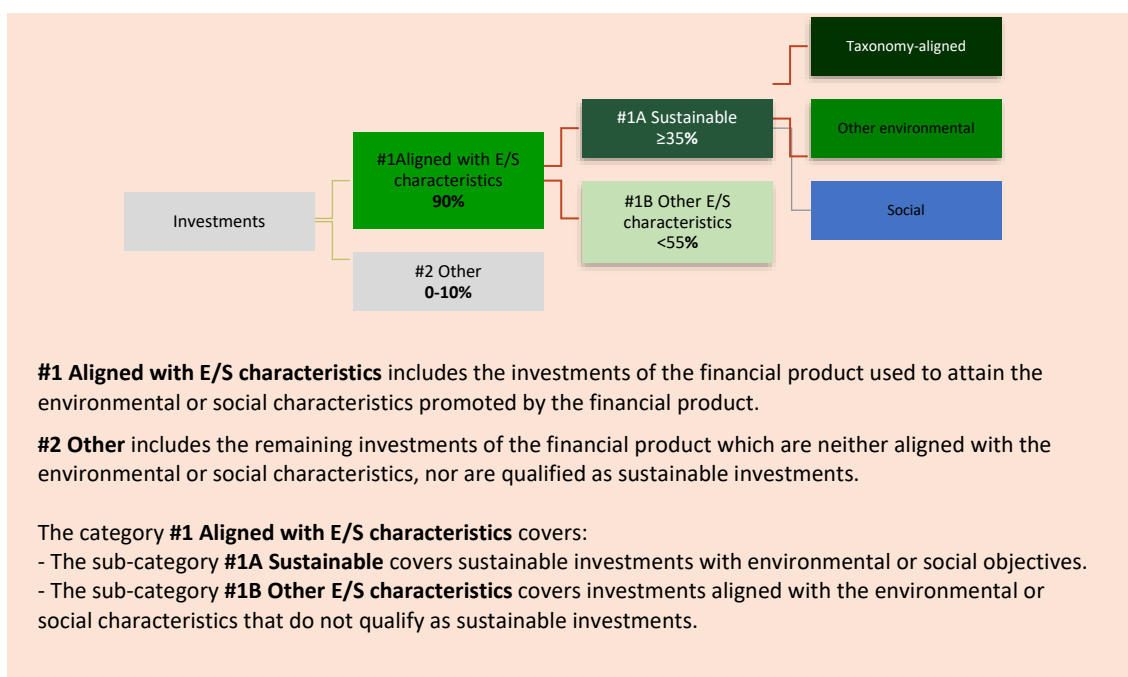 Taxonomy-aligned
#1A Sustainable
≥35%
Other environmental
#1Aligned with E/S
characteristics
90%
#1B Other E/S
characteristics
<55%
Social
Investments
#2 Other
0-10%
#1 Aligned with E/S characteristics includes the investments of the financial product used to attain the
environmental or social characteristics promoted by the financial product.
#2 Other includes the remaining investments of the financial product which are neither aligned with the
environmental or social characteristics, nor are qualified as sustainable investments.
The category #1 Aligned with E/S characteristics covers:
- The sub-category #1A Sustainable covers sustainable investments with environmental or social objectives.
- The sub-category #1B Other E/S characteristics covers investments aligned with the environmental or
social characteristics that do not qualify as sustainable investments.